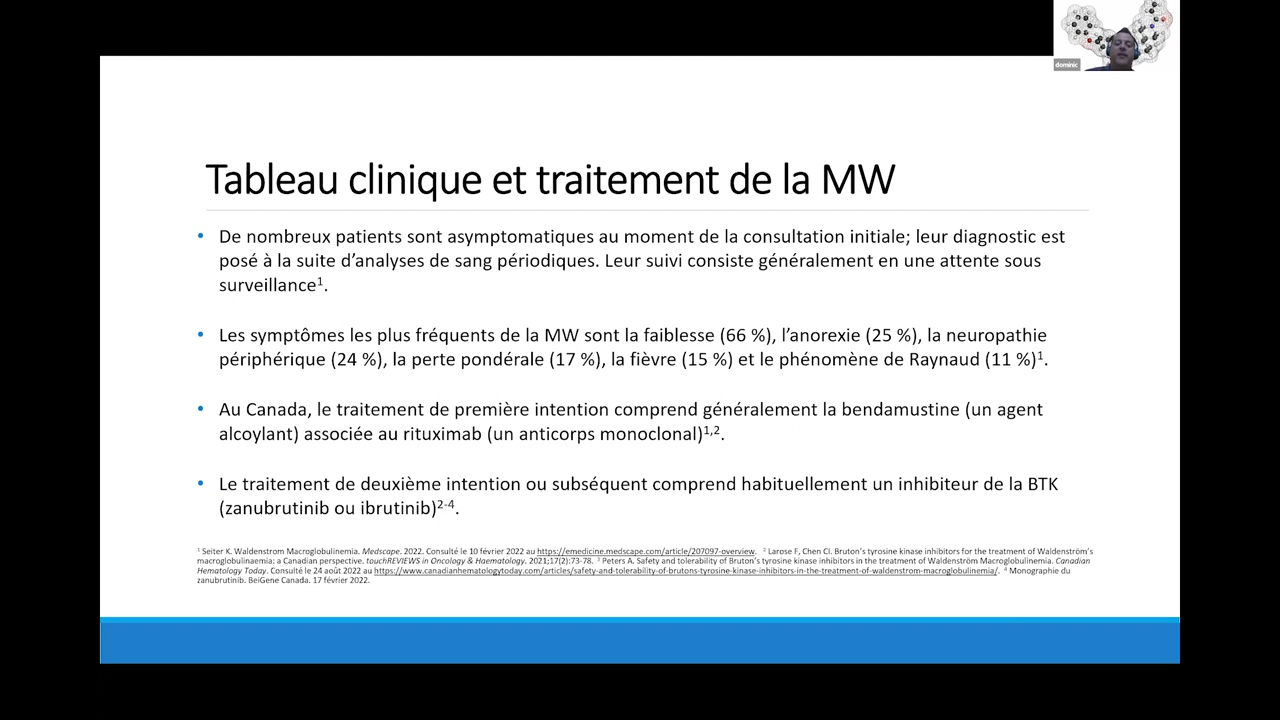 dominic
Tableau clinique et traitement de la MW
• De nombreux patients sont asymptomatiques au moment de la consultation initiale; leur diagnostic est
posé à la suite d’analyses de sang périodiques. Leur suivi consiste généralement en une attente sous
surveillance¹.
• Les symptômes les plus fréquents de la MW sont la faiblesse (66 %), l’anorexie (25 %), la neuropathie
périphérique (24 %), la perte pondérale (17 %), la fièvre (15 %) et le phénomène de Raynaud (11 %)¹.
• Au Canada, le traitement de première intention comprend généralement la bendamustine (un agent
alcoylant) associée au rituximab (un anticorps monoclonal)¹,².
• Le traitement de deuxième intention ou subséquent comprend habituellement un inhibiteur de la BTK
(zanubrutinib ou ibrutinib)²⁻⁴.
¹ Seiter K. Waldenstrom Macroglobulinemia. Medscape. 2022. Consulté le 10 février 2022 au https://emedicine.medscape.com/article/207097-overview. ² Larose F, Chen CI. Bruton’s tyrosine kinase inhibitors for the treatment of Waldenström’s
macroglobulinaemia: a Canadian perspective. touchREVIEWS in Oncology & Haematology. 2021;17(2):73-78. ³ Peters A. Safety and tolerability of Bruton’s tyrosine kinase inhibitors in the treatment of Waldenström Macroglobulinemia. Canadian
Hematology Today. Consulté le 24 août 2022 au https://www.canadianhematologytoday.com/articles/safety-and-tolerability-of-brutons-tyrosine-kinase-inhibitors-in-the-treatment-of-waldenstrom-macroglobulinemia/. ⁴ Monographie du
zanubrutinib. BeiGene Canada. 17 février 2022.